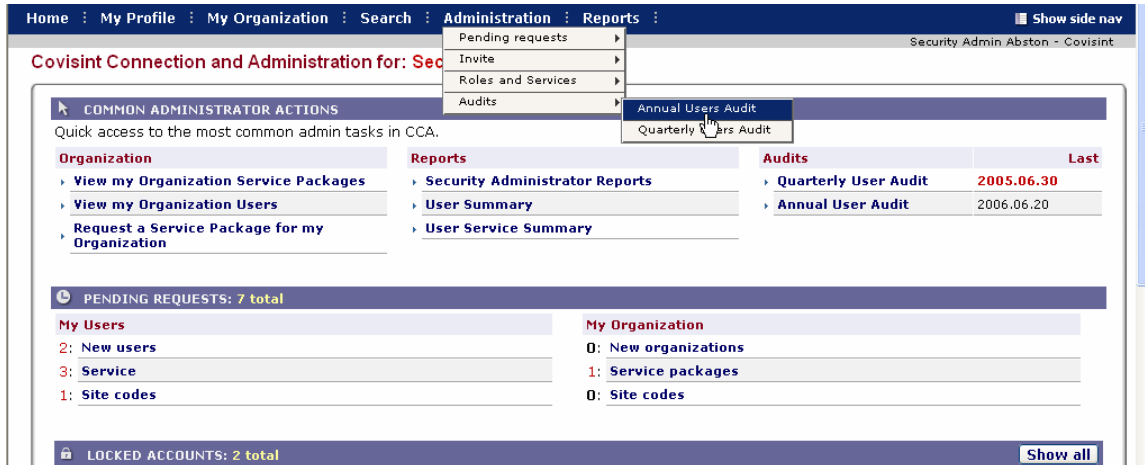 Home : My Profile : My Organization : Search : Administration : Reports : Show side nav
Security Admin Abston - Covisint
Pending requests
Invite
Roles and Services
Audits
Annual Users Audit
Quarterly Users Audit
Covisint Connection and Administration for: Sec
COMMON ADMINISTRATOR ACTIONS
Quick access to the most common admin tasks in CCA.
Organization
View my Organization Service Packages
View my Organization Users
Request a Service Package for my
Organization
Reports
Security Administrator Reports
User Summary
User Service Summary
Audits Last
Quarterly User Audit 2005.06.30
Annual User Audit 2006.06.20
PENDING REQUESTS: 7 total
My Users
2: New users
3: Service
1: Site codes
My Organization
0: New organizations
1: Service packages
0: Site codes
LOCKED ACCOUNTS: 2 total Show all